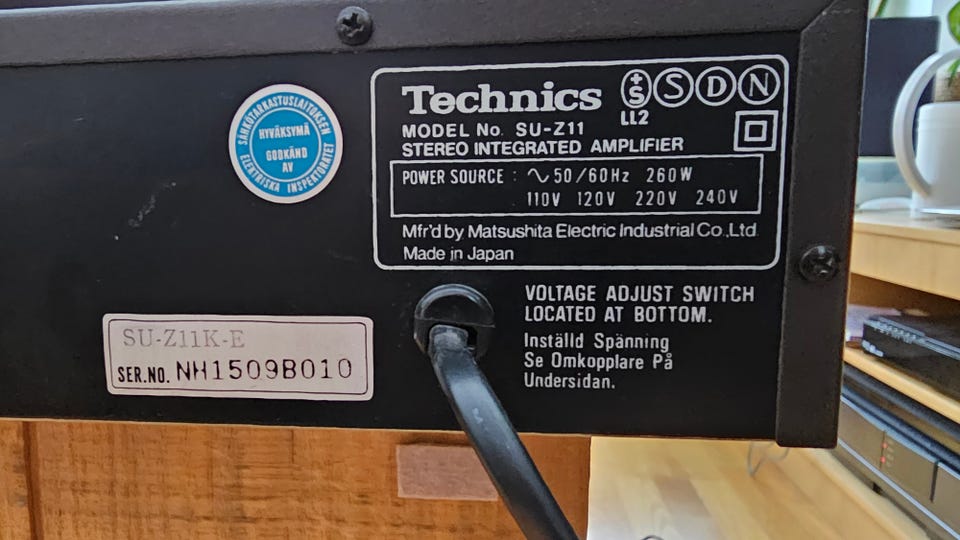 SÄHKÖTARKASTUSLAITOKSEN
HYVÄKSYMÄ
GODKÄND
AV
ELEKTRISKA INSPEKTORATET
Technics
S S D N
LL2
MODEL No. SU-Z11
STEREO INTEGRATED AMPLIFIER
POWER SOURCE : ∿ 50/60Hz 260W
110V 120V 220V 240V
Mfr'd by Matsushita Electric Industrial Co.,Ltd.
Made in Japan
VOLTAGE ADJUST SWITCH
LOCATED AT BOTTOM.
Inställd Spänning
Se Omkopplare På
Undersidan.
SU-Z11K-E
SER.NO. NH1509B010